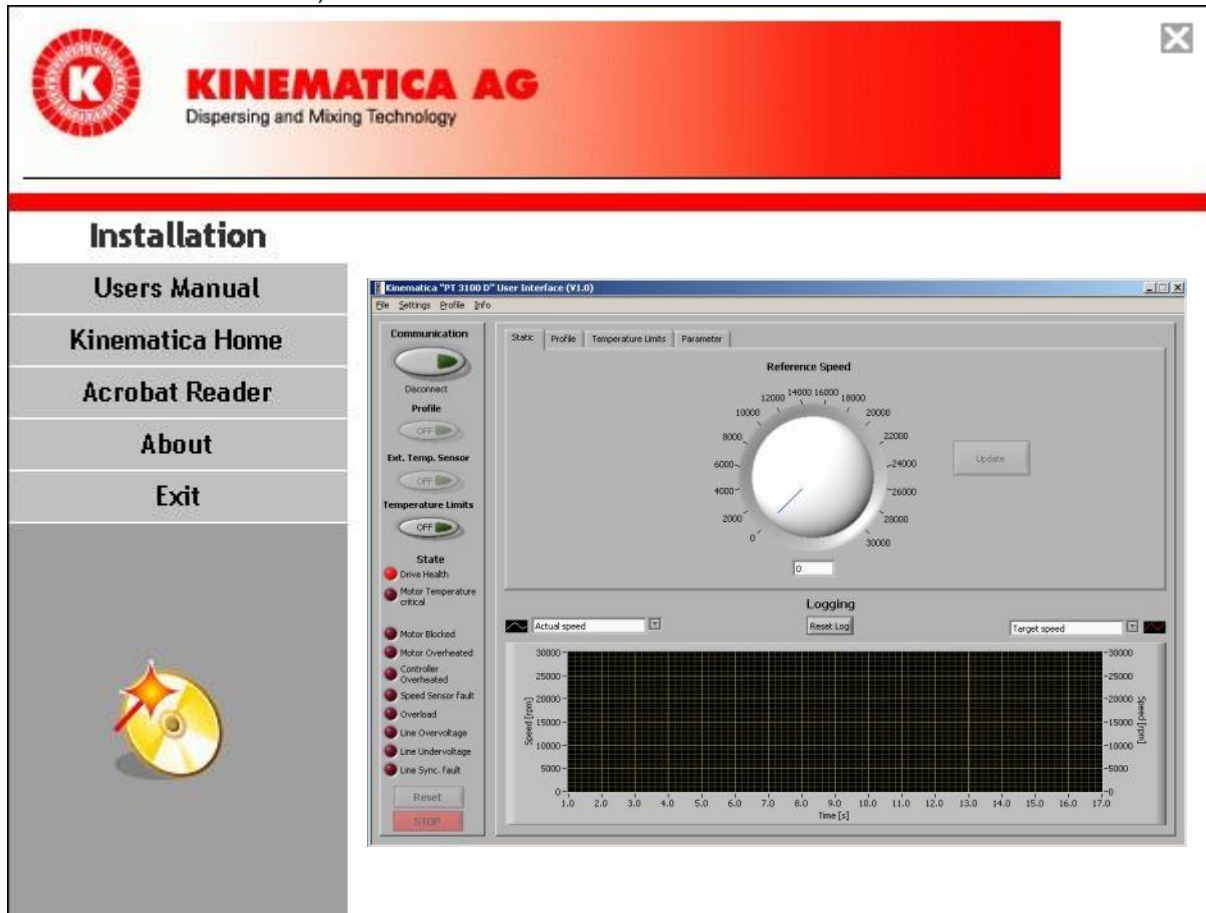 K
KINEMATICA AG
Dispersing and Mixing Technology
Installation
Users Manual
Kinematica Home
Acrobat Reader
About
Exit
Kinematica "PT 3100 D" User Interface (V1.0)
File Settings Profile Info
Communication
Disconnect
Profile
OFF
Ext. Temp. Sensor
OFF
Temperature Limits
OFF
State
Drive Health
Motor Temperature
critical
Motor Blocked
Motor Overheated
Controller
Overheated
Speed Sensor fault
Overload
Line Overvoltage
Line Undervoltage
Line Sync. fault
Reset
STOP
Static Profile Temperature Limits Parameter
Reference Speed
0 2000 4000 6000 8000 10000 12000 14000 16000 18000 20000 22000 24000 26000 28000 30000
0
Update
Logging
Actual speed
Reset Log
Target speed
Speed [rpm]
30000
25000
20000
15000
10000
5000
0
30000
25000
20000
15000
10000
5000
0
Speed [rpm]
1.0 2.0 3.0 4.0 5.0 6.0 7.0 8.0 9.0 10.0 11.0 12.0 13.0 14.0 15.0 16.0 17.0
Time [s]